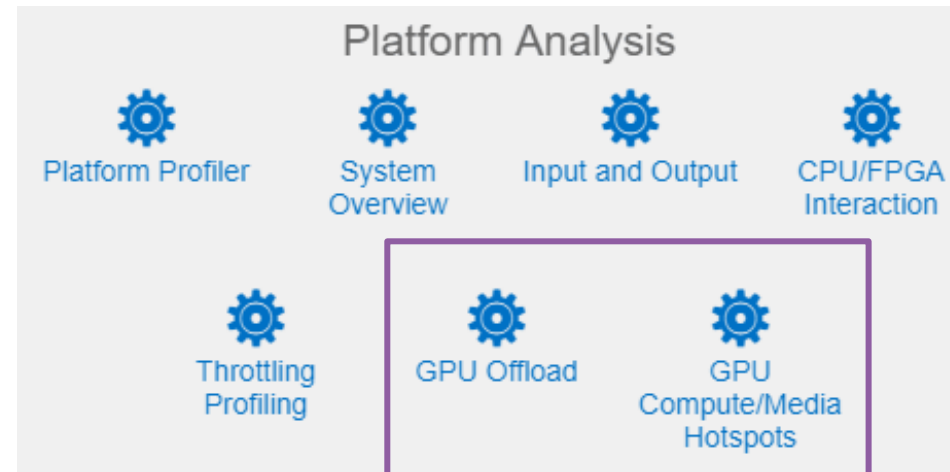 Platform Analysis
Platform Profiler
System
Overview
Input and Output
CPU/FPGA
Interaction
Throttling
Profiling
GPU Offload
GPU
Compute/Media
Hotspots